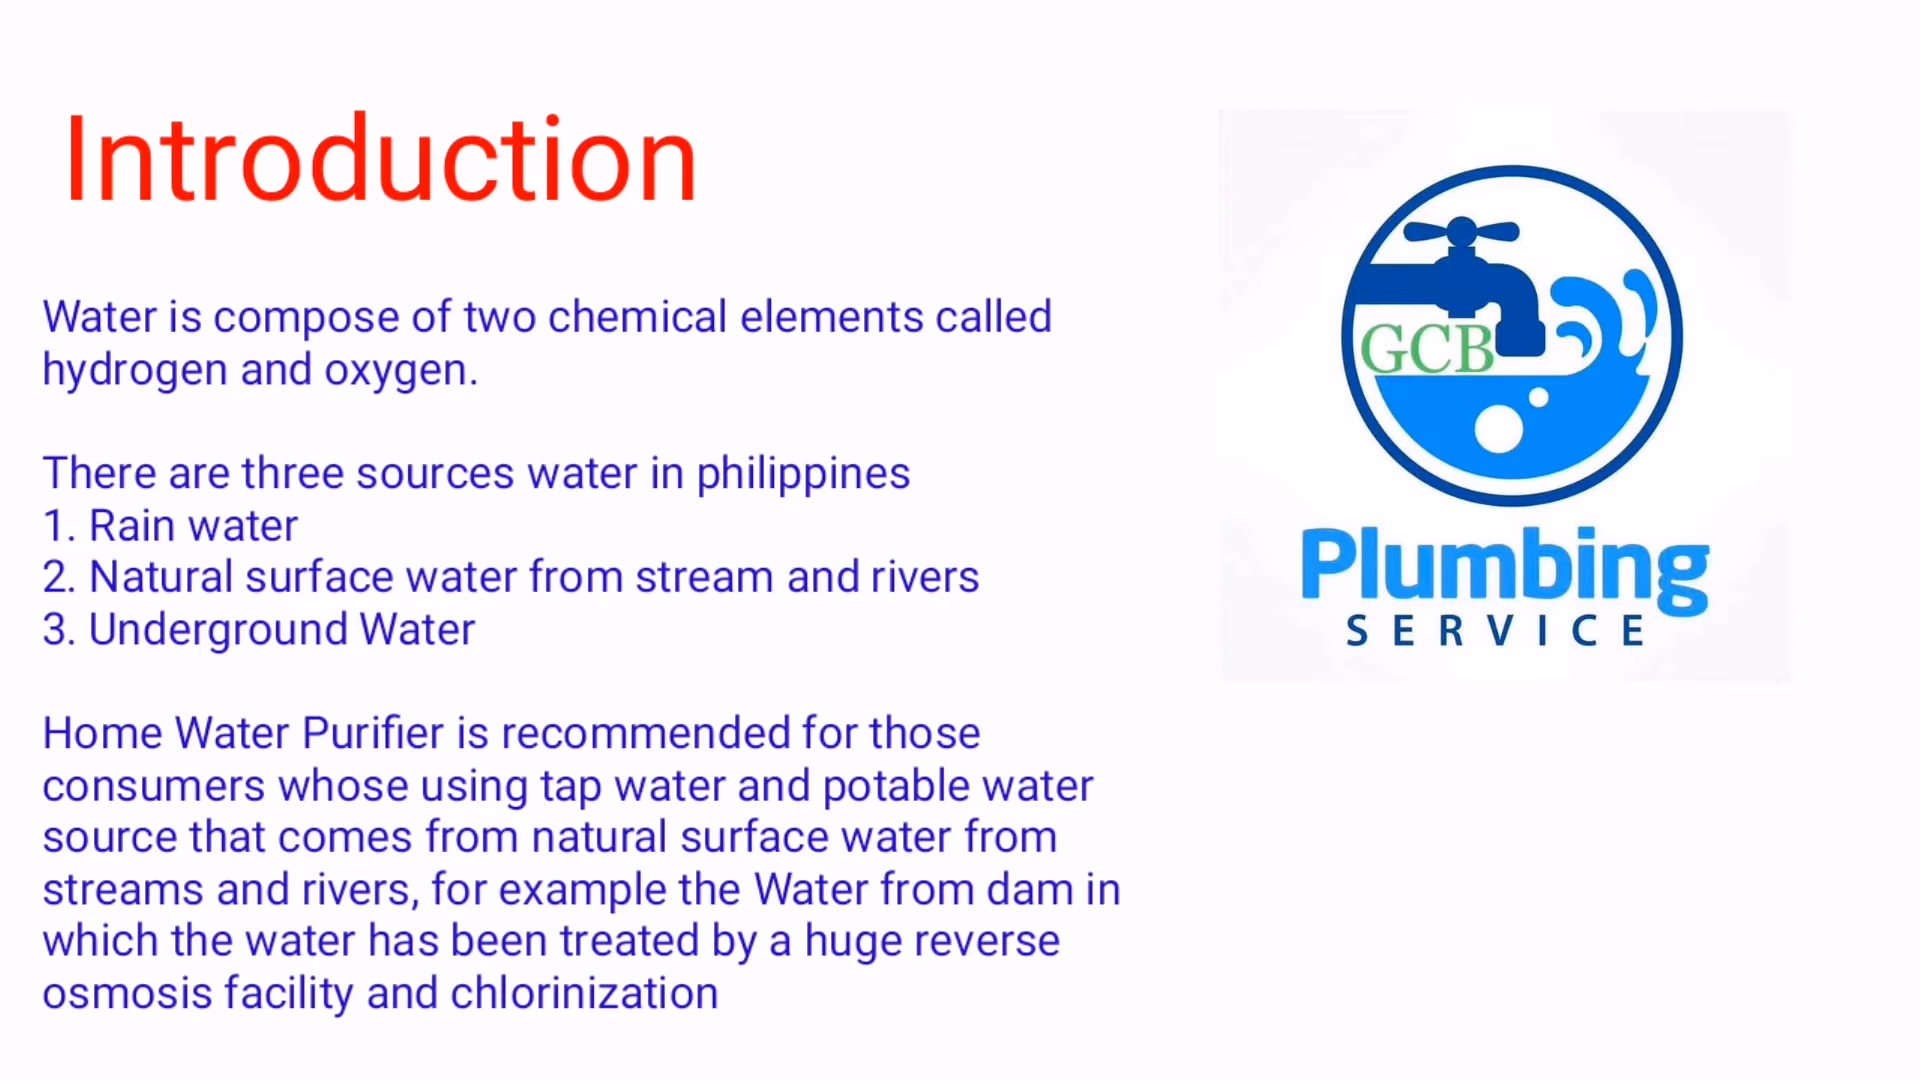 Introduction
Water is compose of two chemical elements called
hydrogen and oxygen.
There are three sources water in philippines
1. Rain water
2. Natural surface water from stream and rivers
3. Underground Water
Home Water Purifier is recommended for those
consumers whose using tap water and potable water
source that comes from natural surface water from
streams and rivers, for example the Water from dam in
which the water has been treated by a huge reverse
osmosis facility and chlorinization
GCB
Plumbing
SERVICE